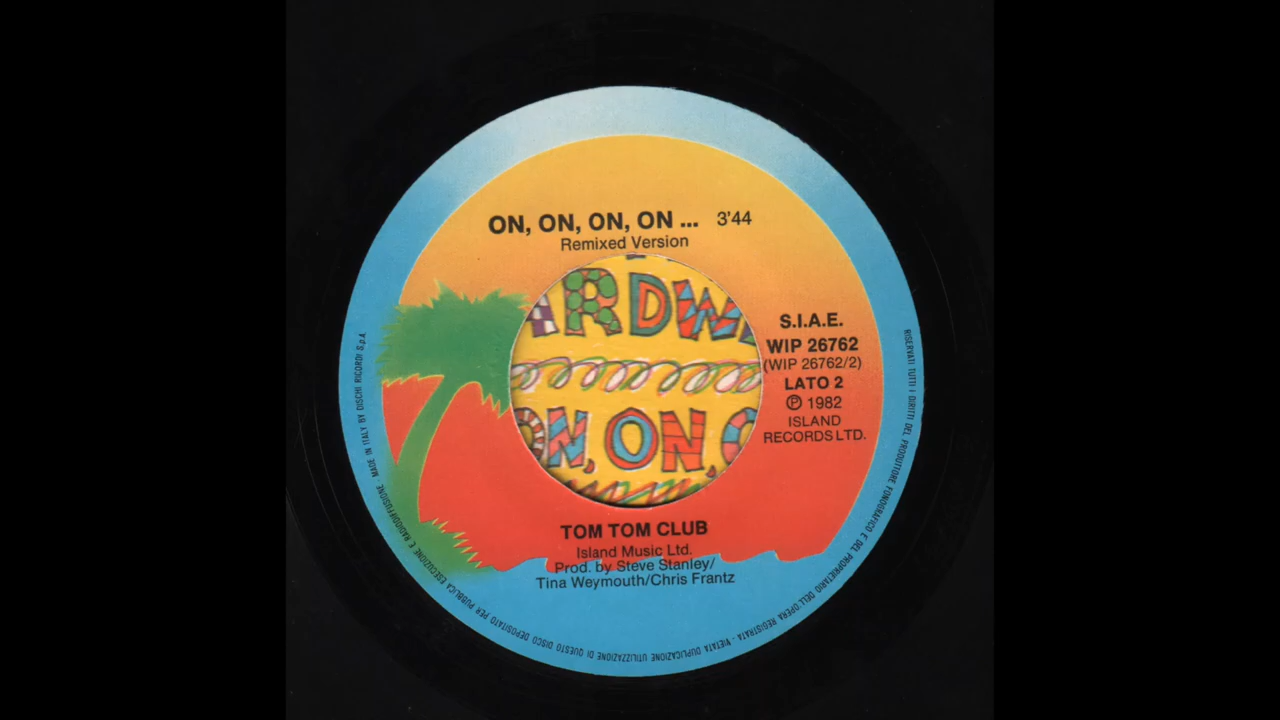 ON, ON, ON, ON ... 3'44
Remixed Version
ARDW
ON, ON, O
S.I.A.E.
WIP 26762
(WIP 26762/2)
LATO 2
Ⓟ 1982
ISLAND
RECORDS LTD.
TOM TOM CLUB
Island Music Ltd.
Prod. by Steve Stanley/
Tina Weymouth/Chris Frantz
RISERVATI TUTTI I DIRITTI DEL PRODUTTORE FONOGRAFICO E DEL PROPRIETARIO DELL'OPERA REGISTRATA - VIETATA DUPLICAZIONE UTILIZZAZIONE DI QUESTO DISCO DEPOSITATO PER PUBBLICA ESECUZIONE E RADIODIFFUSIONE MADE IN ITALY BY DISCHI RICORDI S.p.A.